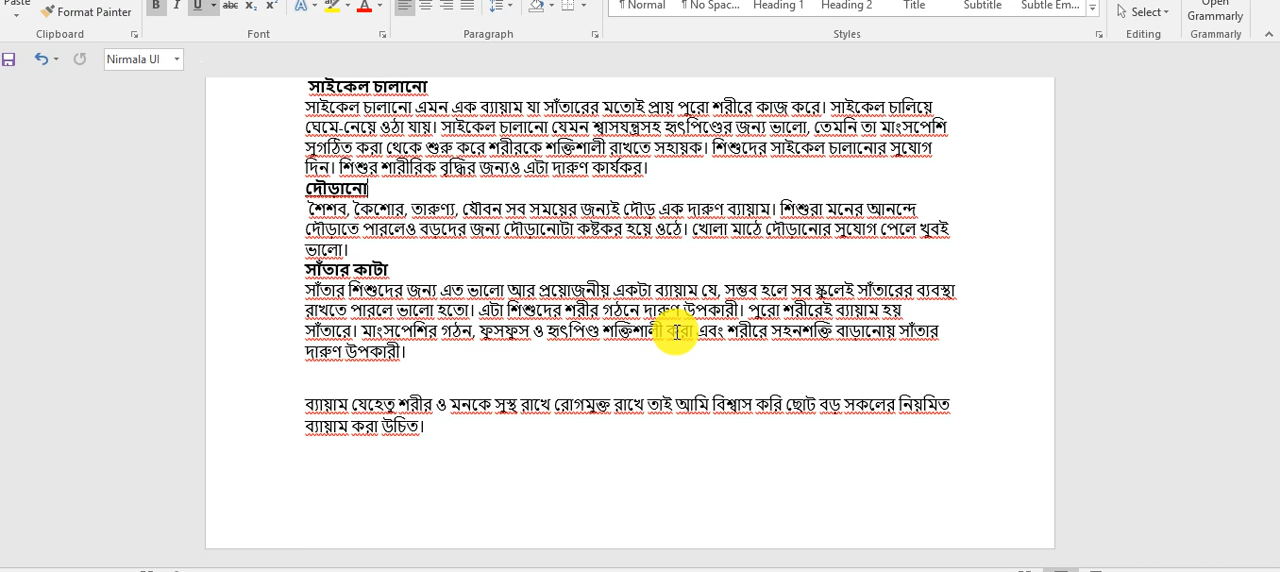 Paste
Format Painter
B I U abc x₂ x² A ab A
¶ Normal ¶ No Spac... Heading 1 Heading 2 Title Subtitle Subtle Em...
Select
Open
Grammarly
Clipboard Font Paragraph Styles Editing Grammarly
Nirmala UI
সাইকেল চালানো
সাইকেল চালানো এমন এক ব্যায়াম যা সাঁতারের মতোই প্রায় পুরো শরীরে কাজ করে। সাইকেল চালিয়ে
ঘেমে-নেয়ে ওঠা যায়। সাইকেল চালানো যেমন শ্বাসযন্ত্রসহ হৃৎপিণ্ডের জন্য ভালো, তেমনি তা মাংসপেশি
সুগঠিত করা থেকে শুরু করে শরীরকে শক্তিশালী রাখতে সহায়ক। শিশুদের সাইকেল চালানোর সুযোগ
দিন। শিশুর শারীরিক বৃদ্ধির জন্যও এটা দারুণ কার্যকর।
দৌড়ানো
শৈশব, কৈশোর, তারুণ্য, যৌবন সব সময়ের জন্যই দৌড় এক দারুণ ব্যায়াম। শিশুরা মনের আনন্দে
দৌড়াতে পারলেও বড়দের জন্য দৌড়ানোটা কষ্টকর হয়ে ওঠে। খোলা মাঠে দৌড়ানোর সুযোগ পেলে খুবই
ভালো।
সাঁতার কাটা
সাঁতার শিশুদের জন্য এত ভালো আর প্রয়োজনীয় একটা ব্যায়াম যে, সম্ভব হলে সব স্কুলেই সাঁতারের ব্যবস্থা
রাখতে পারলে ভালো হতো। এটা শিশুদের শরীর গঠনে দারুণ উপকারী। পুরো শরীরেই ব্যায়াম হয়
সাঁতারে। মাংসপেশির গঠন, ফুসফুস ও হৃৎপিণ্ড শক্তিশালী করা এবং শরীরে সহনশক্তি বাড়ানোয় সাঁতার
দারুণ উপকারী।
ব্যায়াম যেহেতু শরীর ও মনকে সুস্থ রাখে রোগমুক্ত রাখে তাই আমি বিশ্বাস করি ছোট বড় সকলের নিয়মিত
ব্যায়াম করা উচিত।